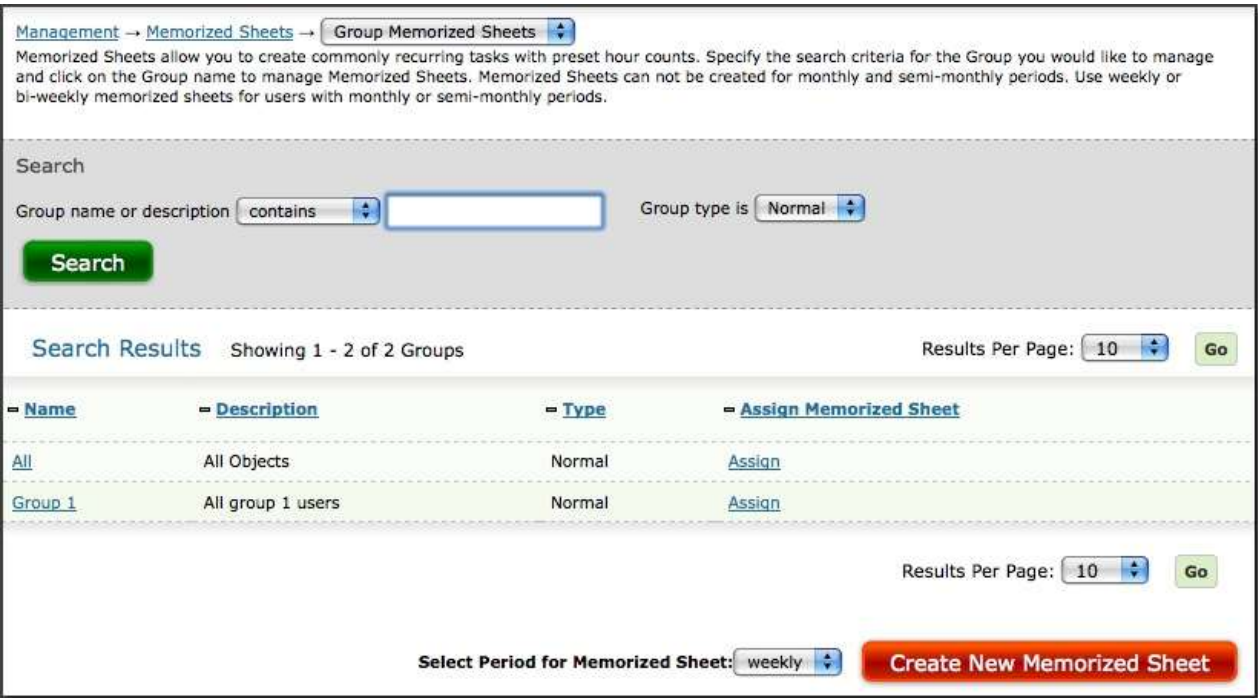 Management → Memorized Sheets → Group Memorized Sheets
Memorized Sheets allow you to create commonly recurring tasks with preset hour counts. Specify the search criteria for the Group you would like to manage
and click on the Group name to manage Memorized Sheets. Memorized Sheets can not be created for monthly and semi-monthly periods. Use weekly or
bi-weekly memorized sheets for users with monthly or semi-monthly periods.
Search
Group name or description contains Group type is Normal
Search
Search Results Showing 1 - 2 of 2 Groups Results Per Page: 10 Go
Name Description Type Assign Memorized Sheet
All All Objects Normal Assign
Group 1 All group 1 users Normal Assign
Results Per Page: 10 Go
Select Period for Memorized Sheet: weekly Create New Memorized Sheet